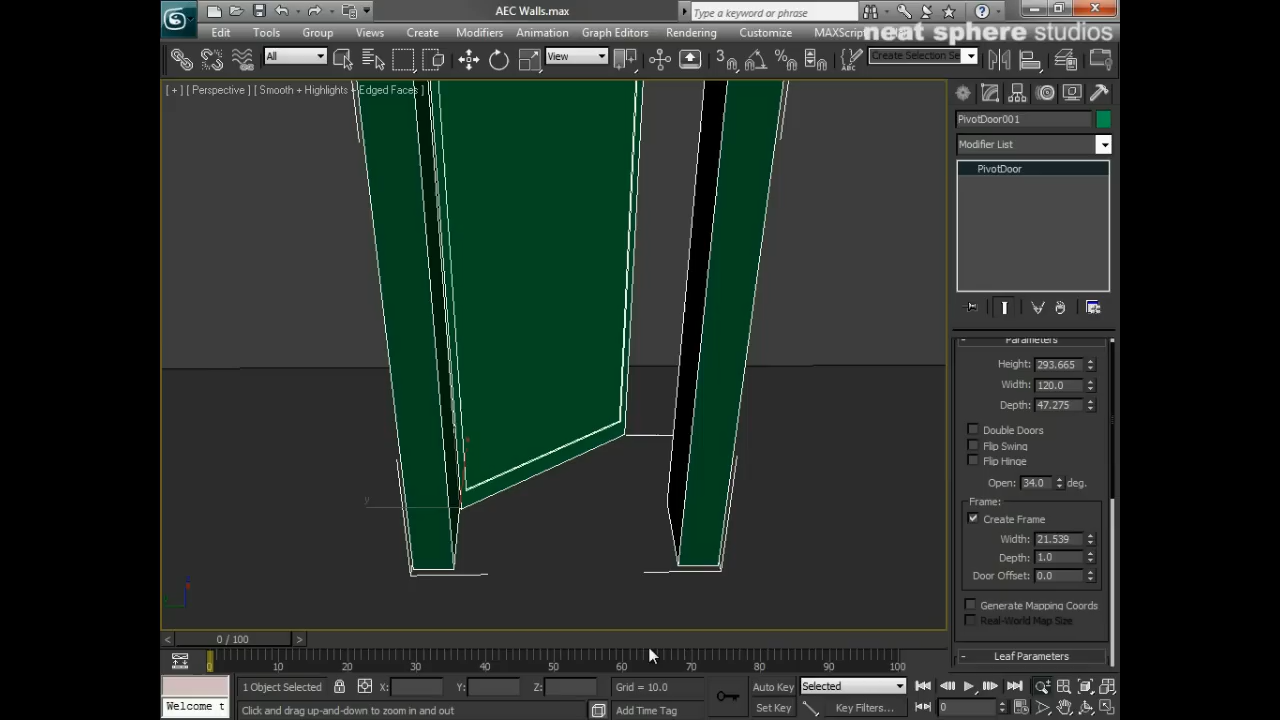 AEC Walls.max
Type a keyword or phrase
Edit Tools Group Views Create Modifiers Animation Graph Editors Rendering Customize MAXScri
neat sphere studios
All
View
Create Selection Se
[ + ] [ Perspective ] [ Smooth + Highlights + Edged Faces ]
PivotDoor001
Modifier List
PivotDoor
Parameters
Height: 293.665
Width: 120.0
Depth: 47.275
Double Doors
Flip Swing
Flip Hinge
Open: 34.0 deg.
Frame:
Create Frame
Width: 21.539
Depth: 1.0
Door Offset: 0.0
Generate Mapping Coords
Real-World Map Size
Leaf Parameters
y
< 0 / 100 >
0 10 20 30 40 50 60 70 80 90 100
1 Object Selected X: Y: Z: Grid = 10.0 Auto Key Selected
Welcome t Click and drag up-and-down to zoom in and out Add Time Tag Set Key Key Filters... 0